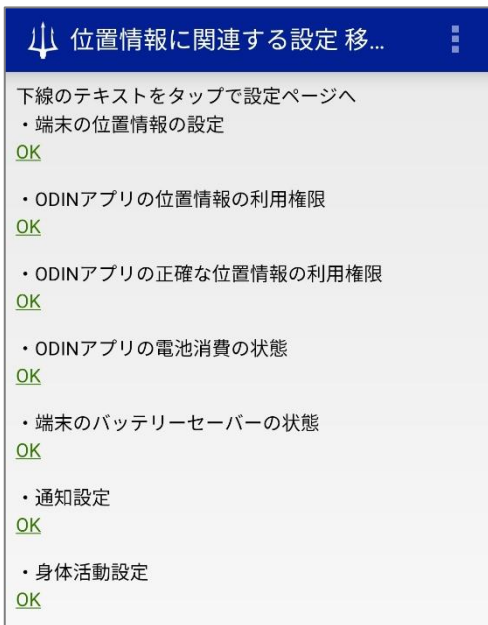 位置情報に関連する設定 移...
下線のテキストをタップで設定ページへ
・端末の位置情報の設定
OK
・ODINアプリの位置情報の利用権限
OK
・ODINアプリの正確な位置情報の利用権限
OK
・ODINアプリの電池消費の状態
OK
・端末のバッテリーセーバーの状態
OK
・通知設定
OK
・身体活動設定
OK